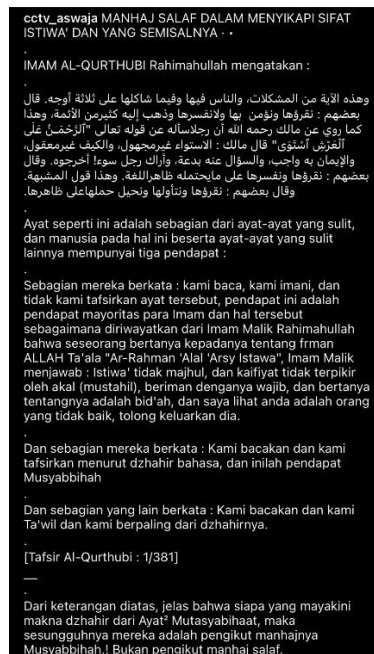 cctv_aswaja MANHAJ SALAF DALAM MENYIKAPI SIFAT
ISTIWA' DAN YANG SEMISALNYA · •
.
IMAM AL-QURTHUBI Rahimahullah mengatakan :
.
وهذه الآية من المشكلات، والناس فيها وفيما شاكلها على ثلاثة أوجه. قال
بعضهم : نقرؤها ونؤمن بها ولانفسرها وذهب إليه كثيرمن الأئمة، وهذا
كما روي عن مالك رحمه الله أن رجلاسأله عن قوله تعالى "ٱلرَّحْمَـٰنُ عَلَى
ٱلْعَرْشِ ٱسْتَوَىٰ" قال مالك : الاستواء غيرمجهول، والكيف غيرمعقول،
والإيمان به واجب، والسؤال عنه بدعة، وأراك رجل سوء! أخرجوه. وقال
بعضهم : نقرؤها ونفسرها على مايحتمله ظاهراللغة. وهذا قول المشبهة.
وقال بعضهم : نقرؤها ونتأولها ونحيل حملهاعلى ظاهرها.
.
Ayat seperti ini adalah sebagian dari ayat-ayat yang sulit,
dan manusia pada hal ini beserta ayat-ayat yang sulit
lainnya mempunyai tiga pendapat :
.
Sebagian mereka berkata : kami baca, kami imani, dan
tidak kami tafsirkan ayat tersebut, pendapat ini adalah
pendapat mayoritas para Imam dan hal tersebut
sebagaimana diriwayatkan dari Imam Malik Rahimahullah
bahwa seseorang bertanya kepadanya tentang frman
ALLAH Ta'ala "Ar-Rahman 'Alal 'Arsy Istawa", Imam Malik
menjawab : Istiwa' tidak majhul, dan kaifiyat tidak terpikir
oleh akal (mustahil), beriman denganya wajib, dan bertanya
tentangnya adalah bid'ah, dan saya lihat anda adalah orang
yang tidak baik, tolong keluarkan dia.
.
Dan sebagian mereka berkata : Kami bacakan dan kami
tafsirkan menurut dzhahir bahasa, dan inilah pendapat
Musyabbihah
.
Dan sebagian yang lain berkata : Kami bacakan dan kami
Ta'wil dan kami berpaling dari dzhahirnya.
.
[Tafsir Al-Qurthubi : 1/381]
__
.
Dari keterangan diatas, jelas bahwa siapa yang mayakini
makna dzahir dari Ayat² Mutasyabihaat, maka
sesungguhnya mereka adalah pengikut manhajnya
Musyabbihah.! Bukan pengikut manhaj salaf.